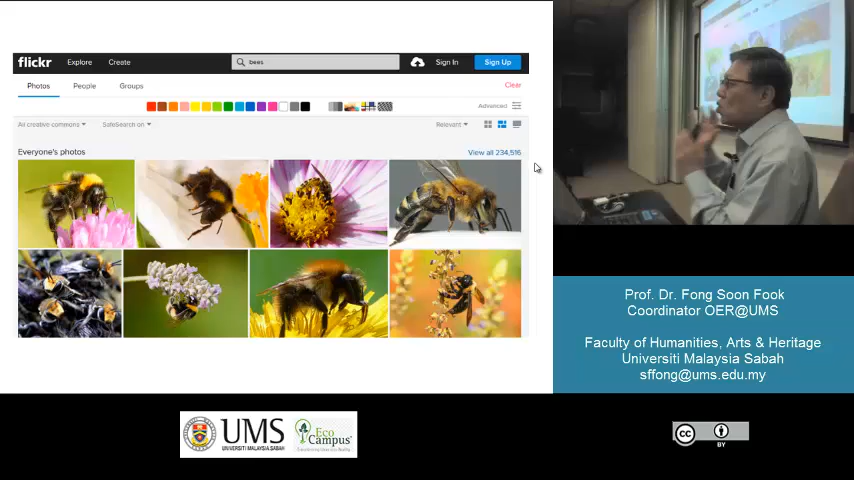 flickr Explore Create bees Sign In Sign Up
Photos People Groups Clear
Advanced
All creative commons SafeSearch on Relevant
Everyone's photos View all 234,516
Prof. Dr. Fong Soon Fook
Coordinator OER@UMS
Faculty of Humanities, Arts & Heritage
Universiti Malaysia Sabah
sffong@ums.edu.my
UMS
UNIVERSITI MALAYSIA SABAH
Eco
Campus
cc
BY